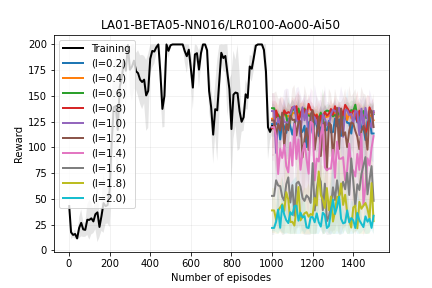 LA01-BETA05-NN016/LR0100-Ao00-Ai50
Reward
200
175
150
125
100
75
50
25
0
Training
(l=0.2)
(l=0.4)
(l=0.6)
(l=0.8)
(l=1.0)
(l=1.2)
(l=1.4)
(l=1.6)
(l=1.8)
(l=2.0)
0 200 400 600 800 1000 1200 1400
Number of episodes